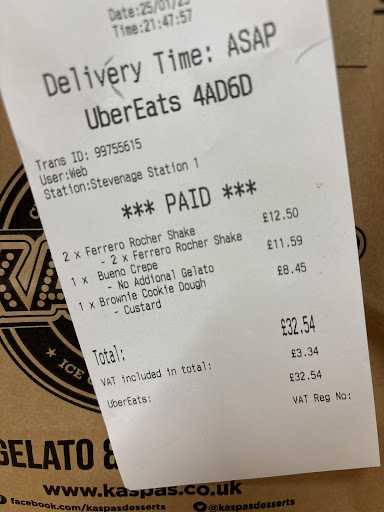 Date:25/01/2
Time:21:47:57
Delivery Time: ASAP
UberEats 4AD6D
Trans ID: 99755615
User:Web
Station:Stevenage Station 1
*** PAID ***
2 x Ferrero Rocher Shake £12.50
- 2 x Ferrero Rocher Shake
1 x Bueno Crepe £11.59
- No Addional Gelato
1 x Brownie Cookie Dough £8.45
- Custard
Total: £32.54
VAT included in total: £3.34
UberEats: £32.54
VAT Reg No:
ICE
GELATO &
www.kaspas.co.uk
facebook.com/kaspasdesserts @kaspasdesserts